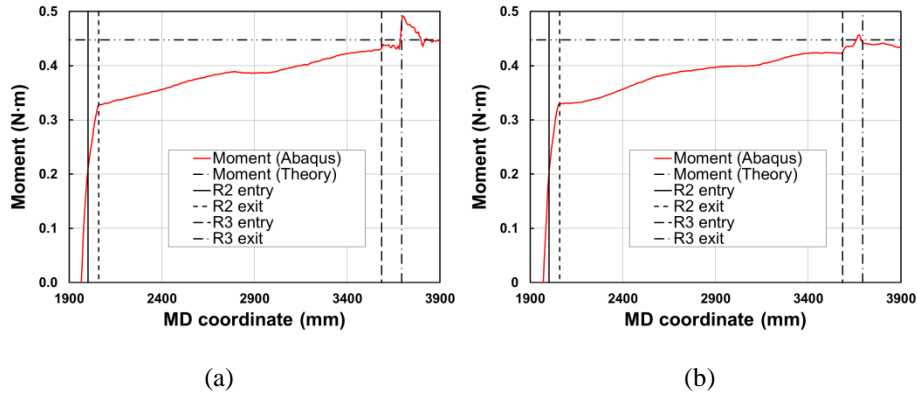 0.5
0.4
0.3
0.2
0.1
0.0
Moment (N·m)
Moment (Abaqus)
Moment (Theory)
R2 entry
R2 exit
R3 entry
R3 exit
1900 2400 2900 3400 3900
MD coordinate (mm)
(a)
0.5
0.4
0.3
0.2
0.1
0.0
Moment (N·m)
Moment (Abaqus)
Moment (Theory)
R2 entry
R2 exit
R3 entry
R3 exit
1900 2400 2900 3400 3900
MD coordinate (mm)
(b)